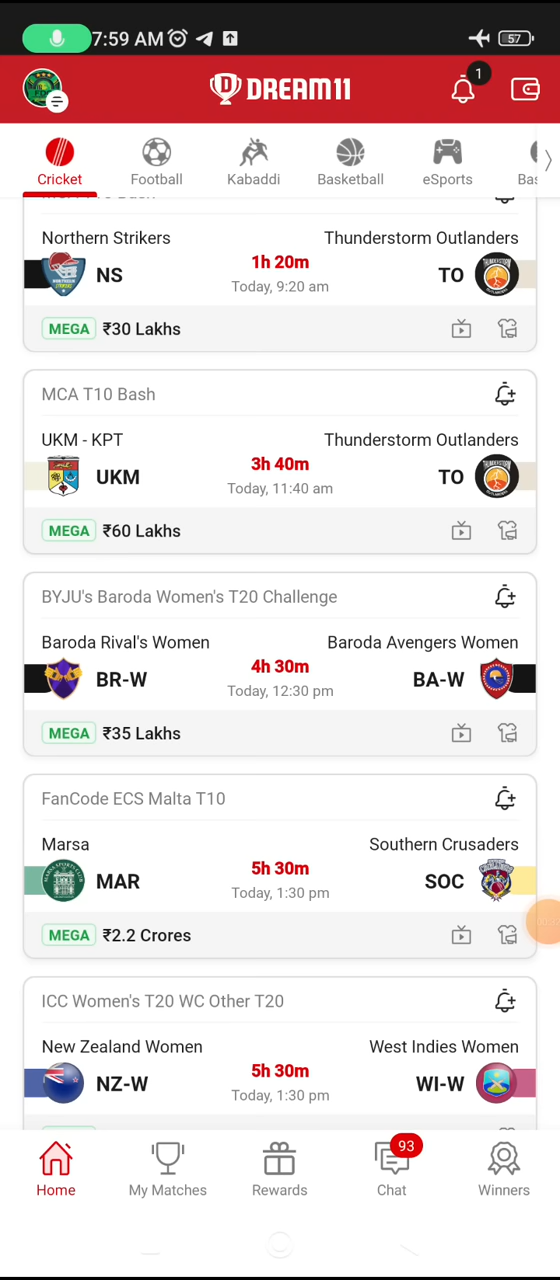 7:59 AM
57
DREAM11
1
Cricket
Football
Kabaddi
Basketball
eSports
Bas
Northern Strikers
Thunderstorm Outlanders
NS
1h 20m
TO
Today, 9:20 am
MEGA ₹30 Lakhs
MCA T10 Bash
UKM - KPT
Thunderstorm Outlanders
UKM
3h 40m
TO
Today, 11:40 am
MEGA ₹60 Lakhs
BYJU's Baroda Women's T20 Challenge
Baroda Rival's Women
Baroda Avengers Women
BR-W
4h 30m
BA-W
Today, 12:30 pm
MEGA ₹35 Lakhs
FanCode ECS Malta T10
Marsa
Southern Crusaders
MAR
5h 30m
SOC
Today, 1:30 pm
MEGA ₹2.2 Crores
ICC Women's T20 WC Other T20
New Zealand Women
West Indies Women
NZ-W
5h 30m
WI-W
Today, 1:30 pm
93
Home
My Matches
Rewards
Chat
Winners